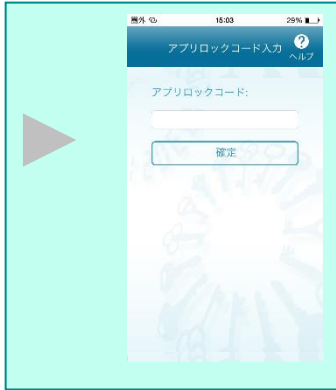 圏外 15:03 29%
アプリロックコード入力
ヘルプ
アプリロックコード:
確定